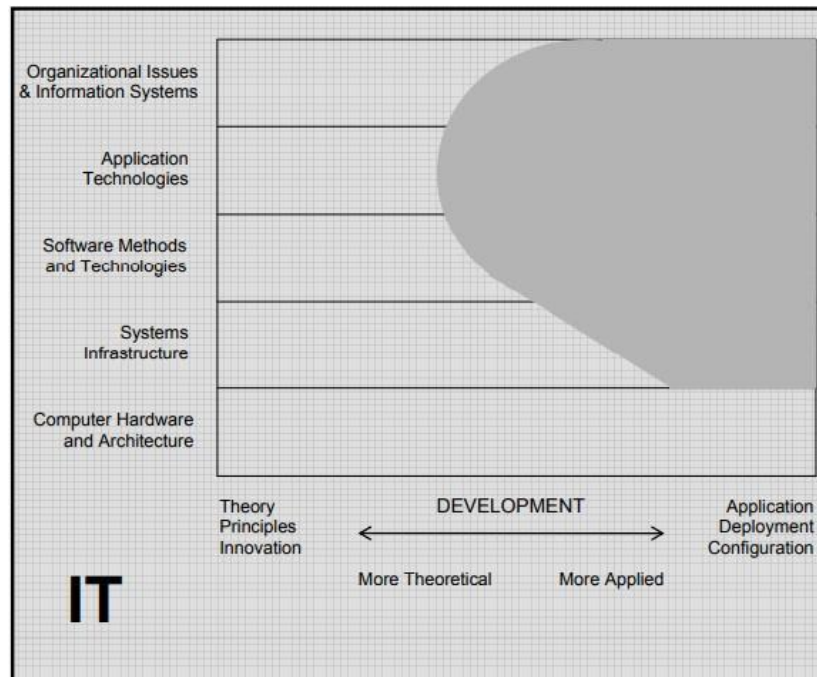 Organizational Issues
& Information Systems
Application
Technologies
Software Methods
and Technologies
Systems
Infrastructure
Computer Hardware
and Architecture
Theory
Principles
Innovation
DEVELOPMENT
More Theoretical
More Applied
Application
Deployment
Configuration
IT